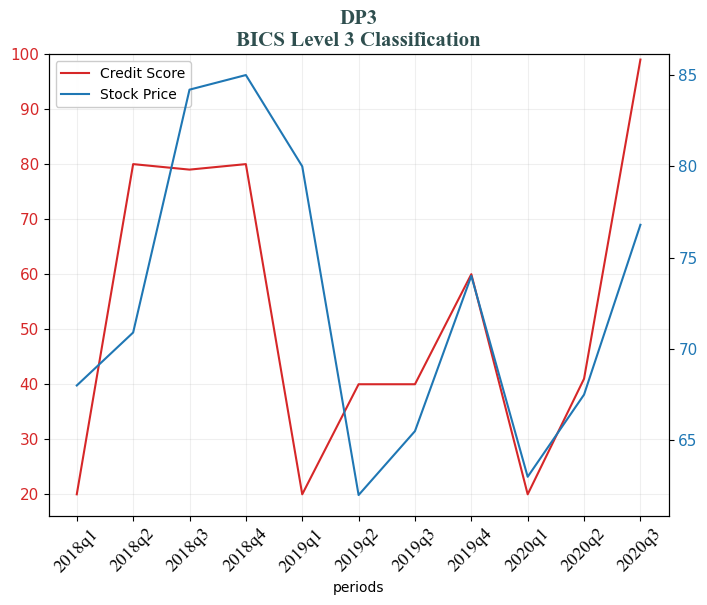 DP3
BICS Level 3 Classification
Credit Score
Stock Price
100
90
80
70
60
50
40
30
20
85
80
75
70
65
2018q1
2018q2
2018q3
2018q4
2019q1
2019q2
2019q3
2019q4
2020q1
2020q2
2020q3
periods